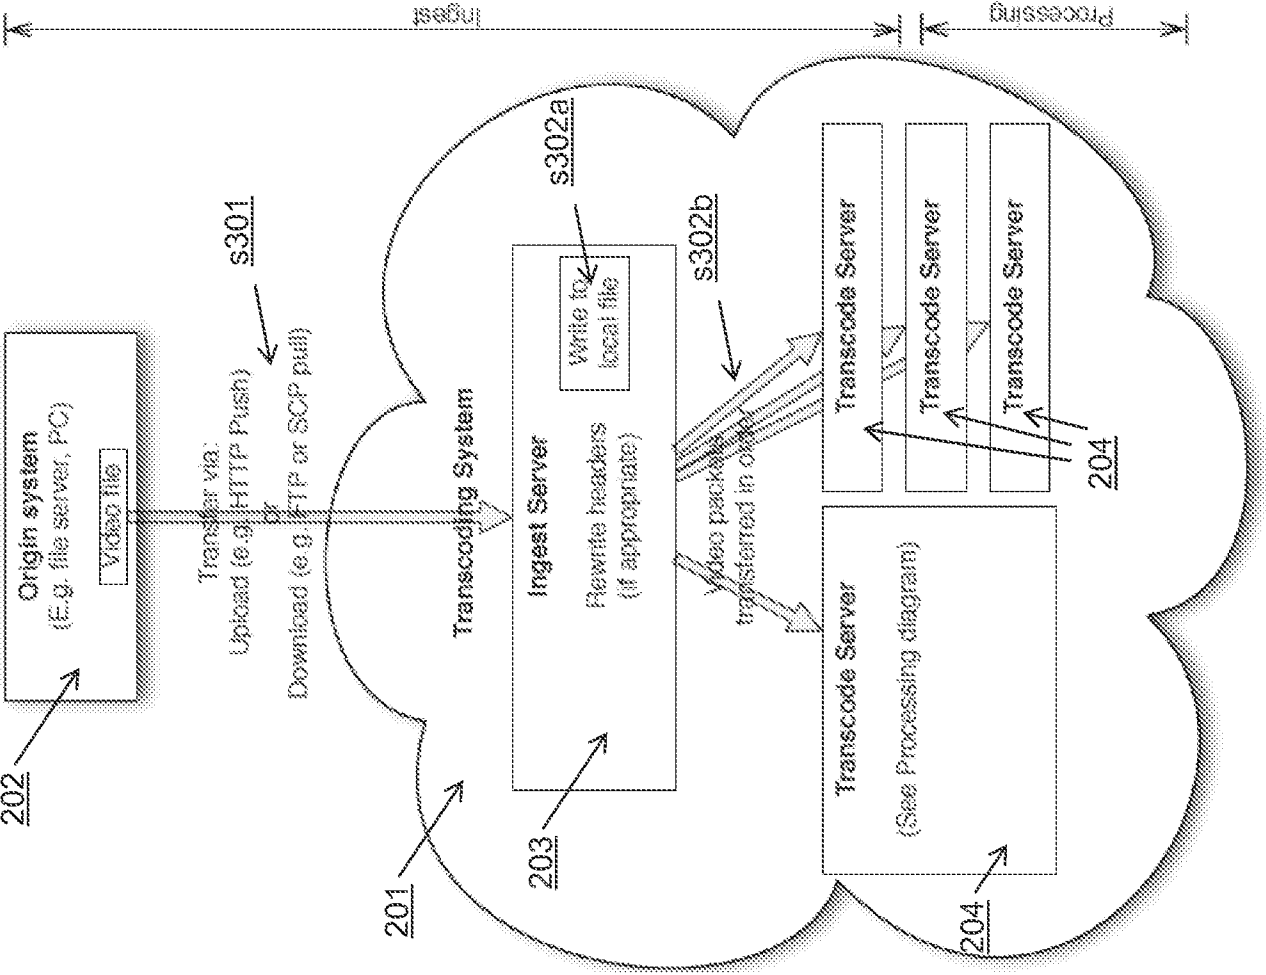 Ingest
Processing
202
Origin system
(E.g. file server, PC)
Video file
s301
Transfer via:
Upload (e.g. HTTP Push)
or
Download (e.g. FTP or SCP pull)
201
Transcoding System
203
Ingest Server
Rewrite headers
(if appropriate)
s302a
Write to
local file
s302b
Video packets
transferred in order
Transcode Server
(See Processing diagram)
204
Transcode Server
Transcode Server
Transcode Server
204